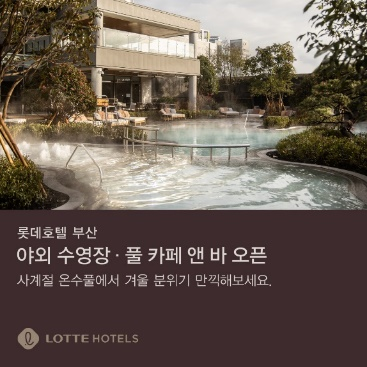 롯데호텔 부산
야외 수영장 · 풀 카페 앤 바 오픈
사계절 온수풀에서 겨울 분위기 만끽해보세요.
L LOTTE HOTELS